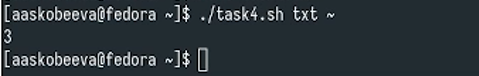 [aaskobeeva@fedora ~]$ ./task4.sh txt ~
3
[aaskobeeva@fedora ~]$